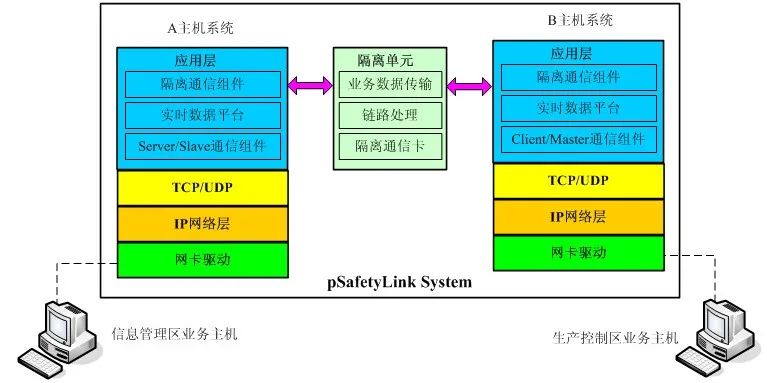 A主机系统
B主机系统
应用层
隔离通信组件
实时数据平台
Server/Slave通信组件
TCP/UDP
IP网络层
网卡驱动
隔离单元
业务数据传输
链路处理
隔离通信卡
应用层
隔离通信组件
实时数据平台
Client/Master通信组件
TCP/UDP
IP网络层
网卡驱动
pSafetyLink System
信息管理区业务主机
生产控制区业务主机